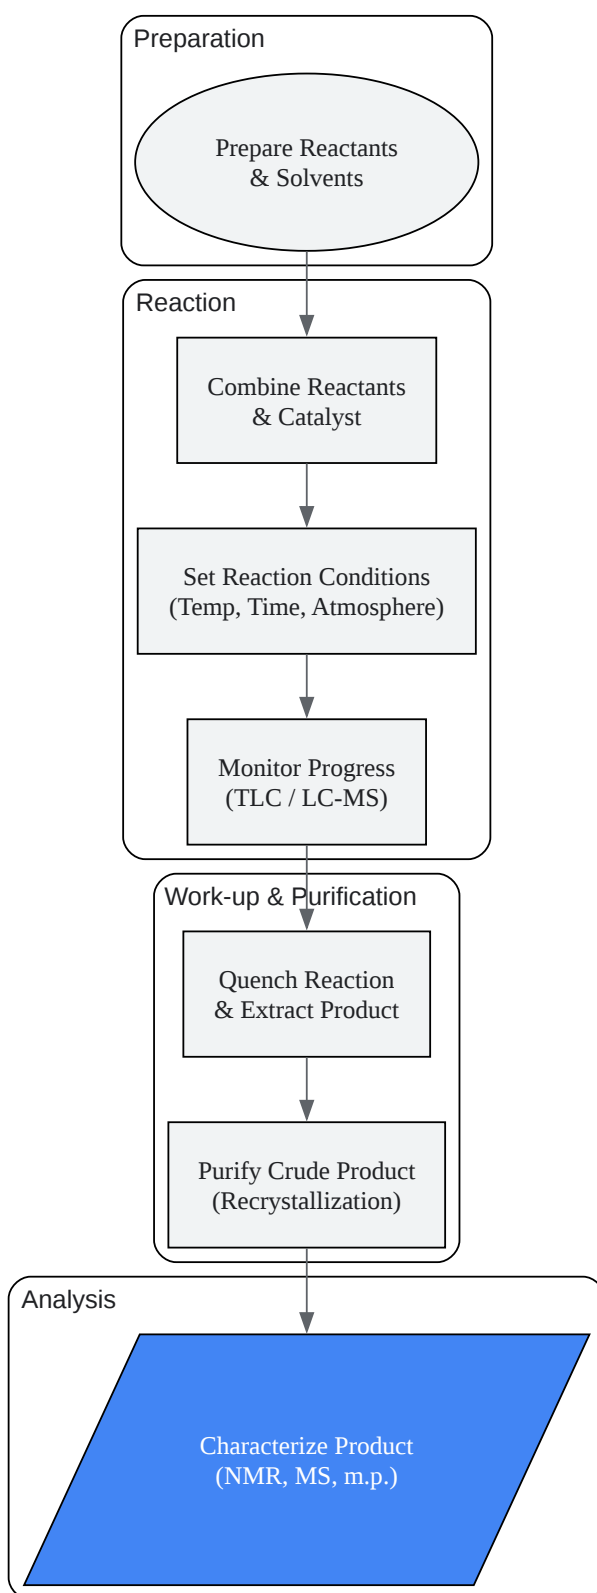 Preparation
Prepare Reactants
& Solvents
Reaction
Combine Reactants
& Catalyst
Set Reaction Conditions
(Temp, Time, Atmosphere)
Monitor Progress
(TLC / LC-MS)
Work-up & Purification
Quench Reaction
& Extract Product
Purify Crude Product
(Recrystallization)
Analysis
Characterize Product
(NMR, MS, m.p.)